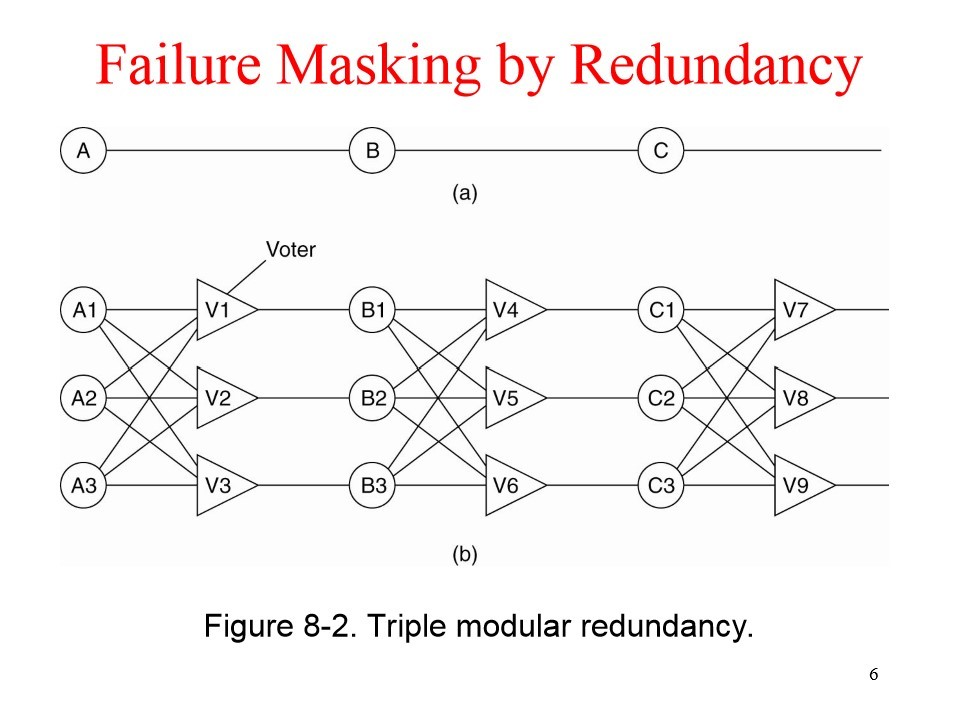 Failure Masking by Redundancy
A B C
(a)
Voter
A1 V1 B1 V4 C1 V7
A2 V2 B2 V5 C2 V8
A3 V3 B3 V6 C3 V9
(b)
Figure 8-2. Triple modular redundancy.
6